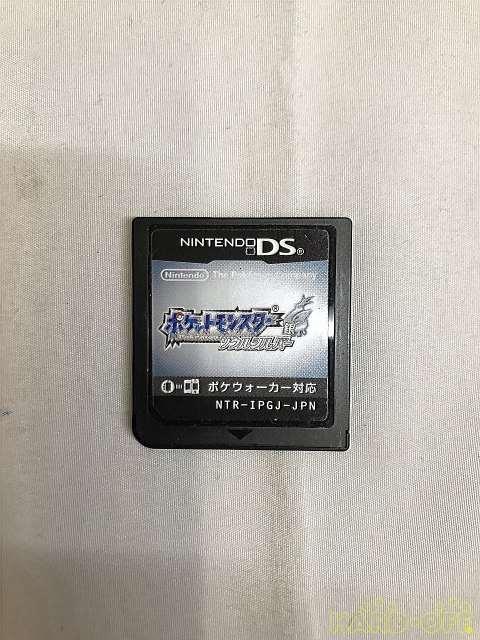 NINTENDO DS®
Nintendo® The Pokémon Company
ポケットモンスター®
銀
ソウルシルバー
ポケウォーカー対応
NTR-IPGJ-JPN